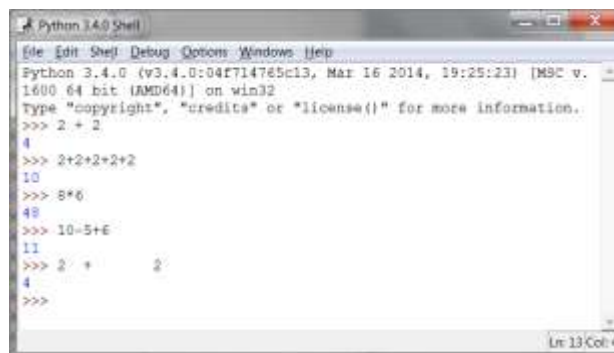 Python 3.4.0 Shell
File Edit Shell Debug Options Windows Help
Python 3.4.0 (v3.4.0:04f714765c13, Mar 16 2014, 19:25:23) [MSC v.
1600 64 bit (AMD64)] on win32
Type "copyright", "credits" or "license()" for more information.
>>> 2 + 2
4
>>> 2+2+2+2+2
10
>>> 8*6
48
>>> 10-5+6
11
>>> 2  +        2
4
>>>
Ln: 13 Col: